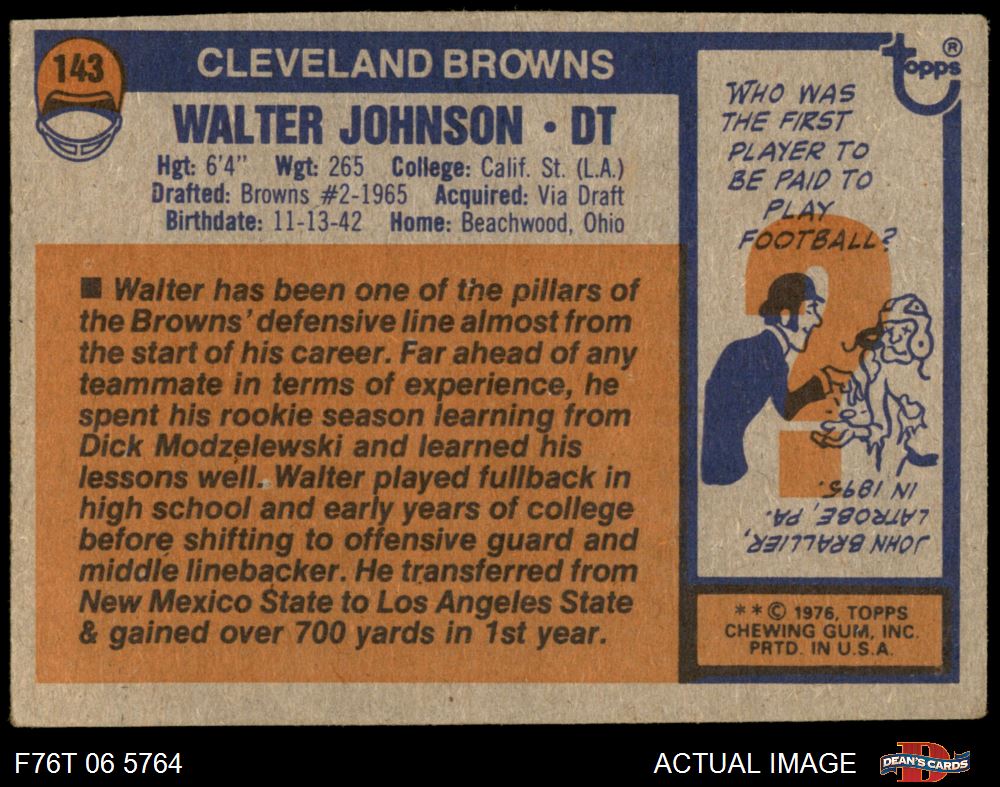 143
CLEVELAND BROWNS
WALTER JOHNSON • DT
Hgt: 6'4" Wgt: 265 College: Calif. St. (L.A.)
Drafted: Browns #2-1965 Acquired: Via Draft
Birthdate: 11-13-42 Home: Beachwood, Ohio
■ Walter has been one of the pillars of
the Browns' defensive line almost from
the start of his career. Far ahead of any
teammate in terms of experience, he
spent his rookie season learning from
Dick Modzelewski and learned his
lessons well. Walter played fullback in
high school and early years of college
before shifting to offensive guard and
middle linebacker. He transferred from
New Mexico State to Los Angeles State
& gained over 700 yards in 1st year.
topps ®
WHO WAS
THE FIRST
PLAYER TO
BE PAID TO
PLAY
FOOTBALL?
?
JOHN BRALLIER,
LATROBE, PA.
IN 1895.
**© 1976, TOPPS
CHEWING GUM, INC.
PRTD. IN U.S.A.
F76T 06 5764
ACTUAL IMAGE
D
DEAN'S CARDS